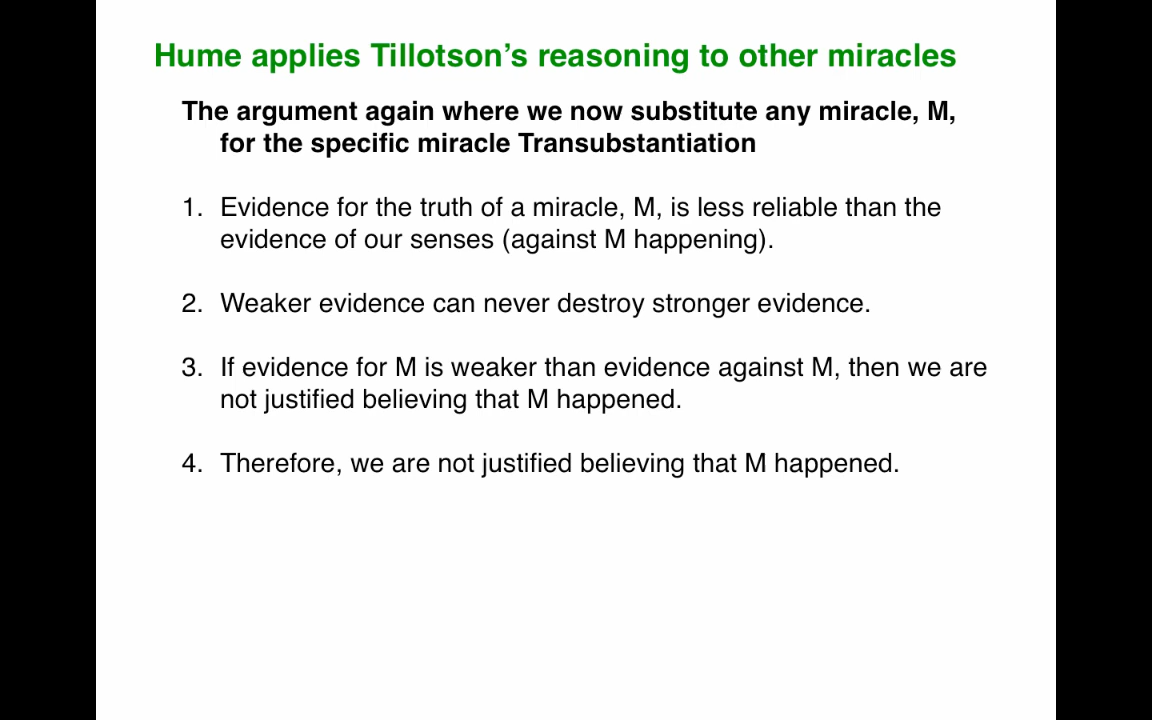 Hume applies Tillotson’s reasoning to other miracles
The argument again where we now substitute any miracle, M,
for the specific miracle Transubstantiation
1. Evidence for the truth of a miracle, M, is less reliable than the
evidence of our senses (against M happening).
2. Weaker evidence can never destroy stronger evidence.
3. If evidence for M is weaker than evidence against M, then we are
not justified believing that M happened.
4. Therefore, we are not justified believing that M happened.